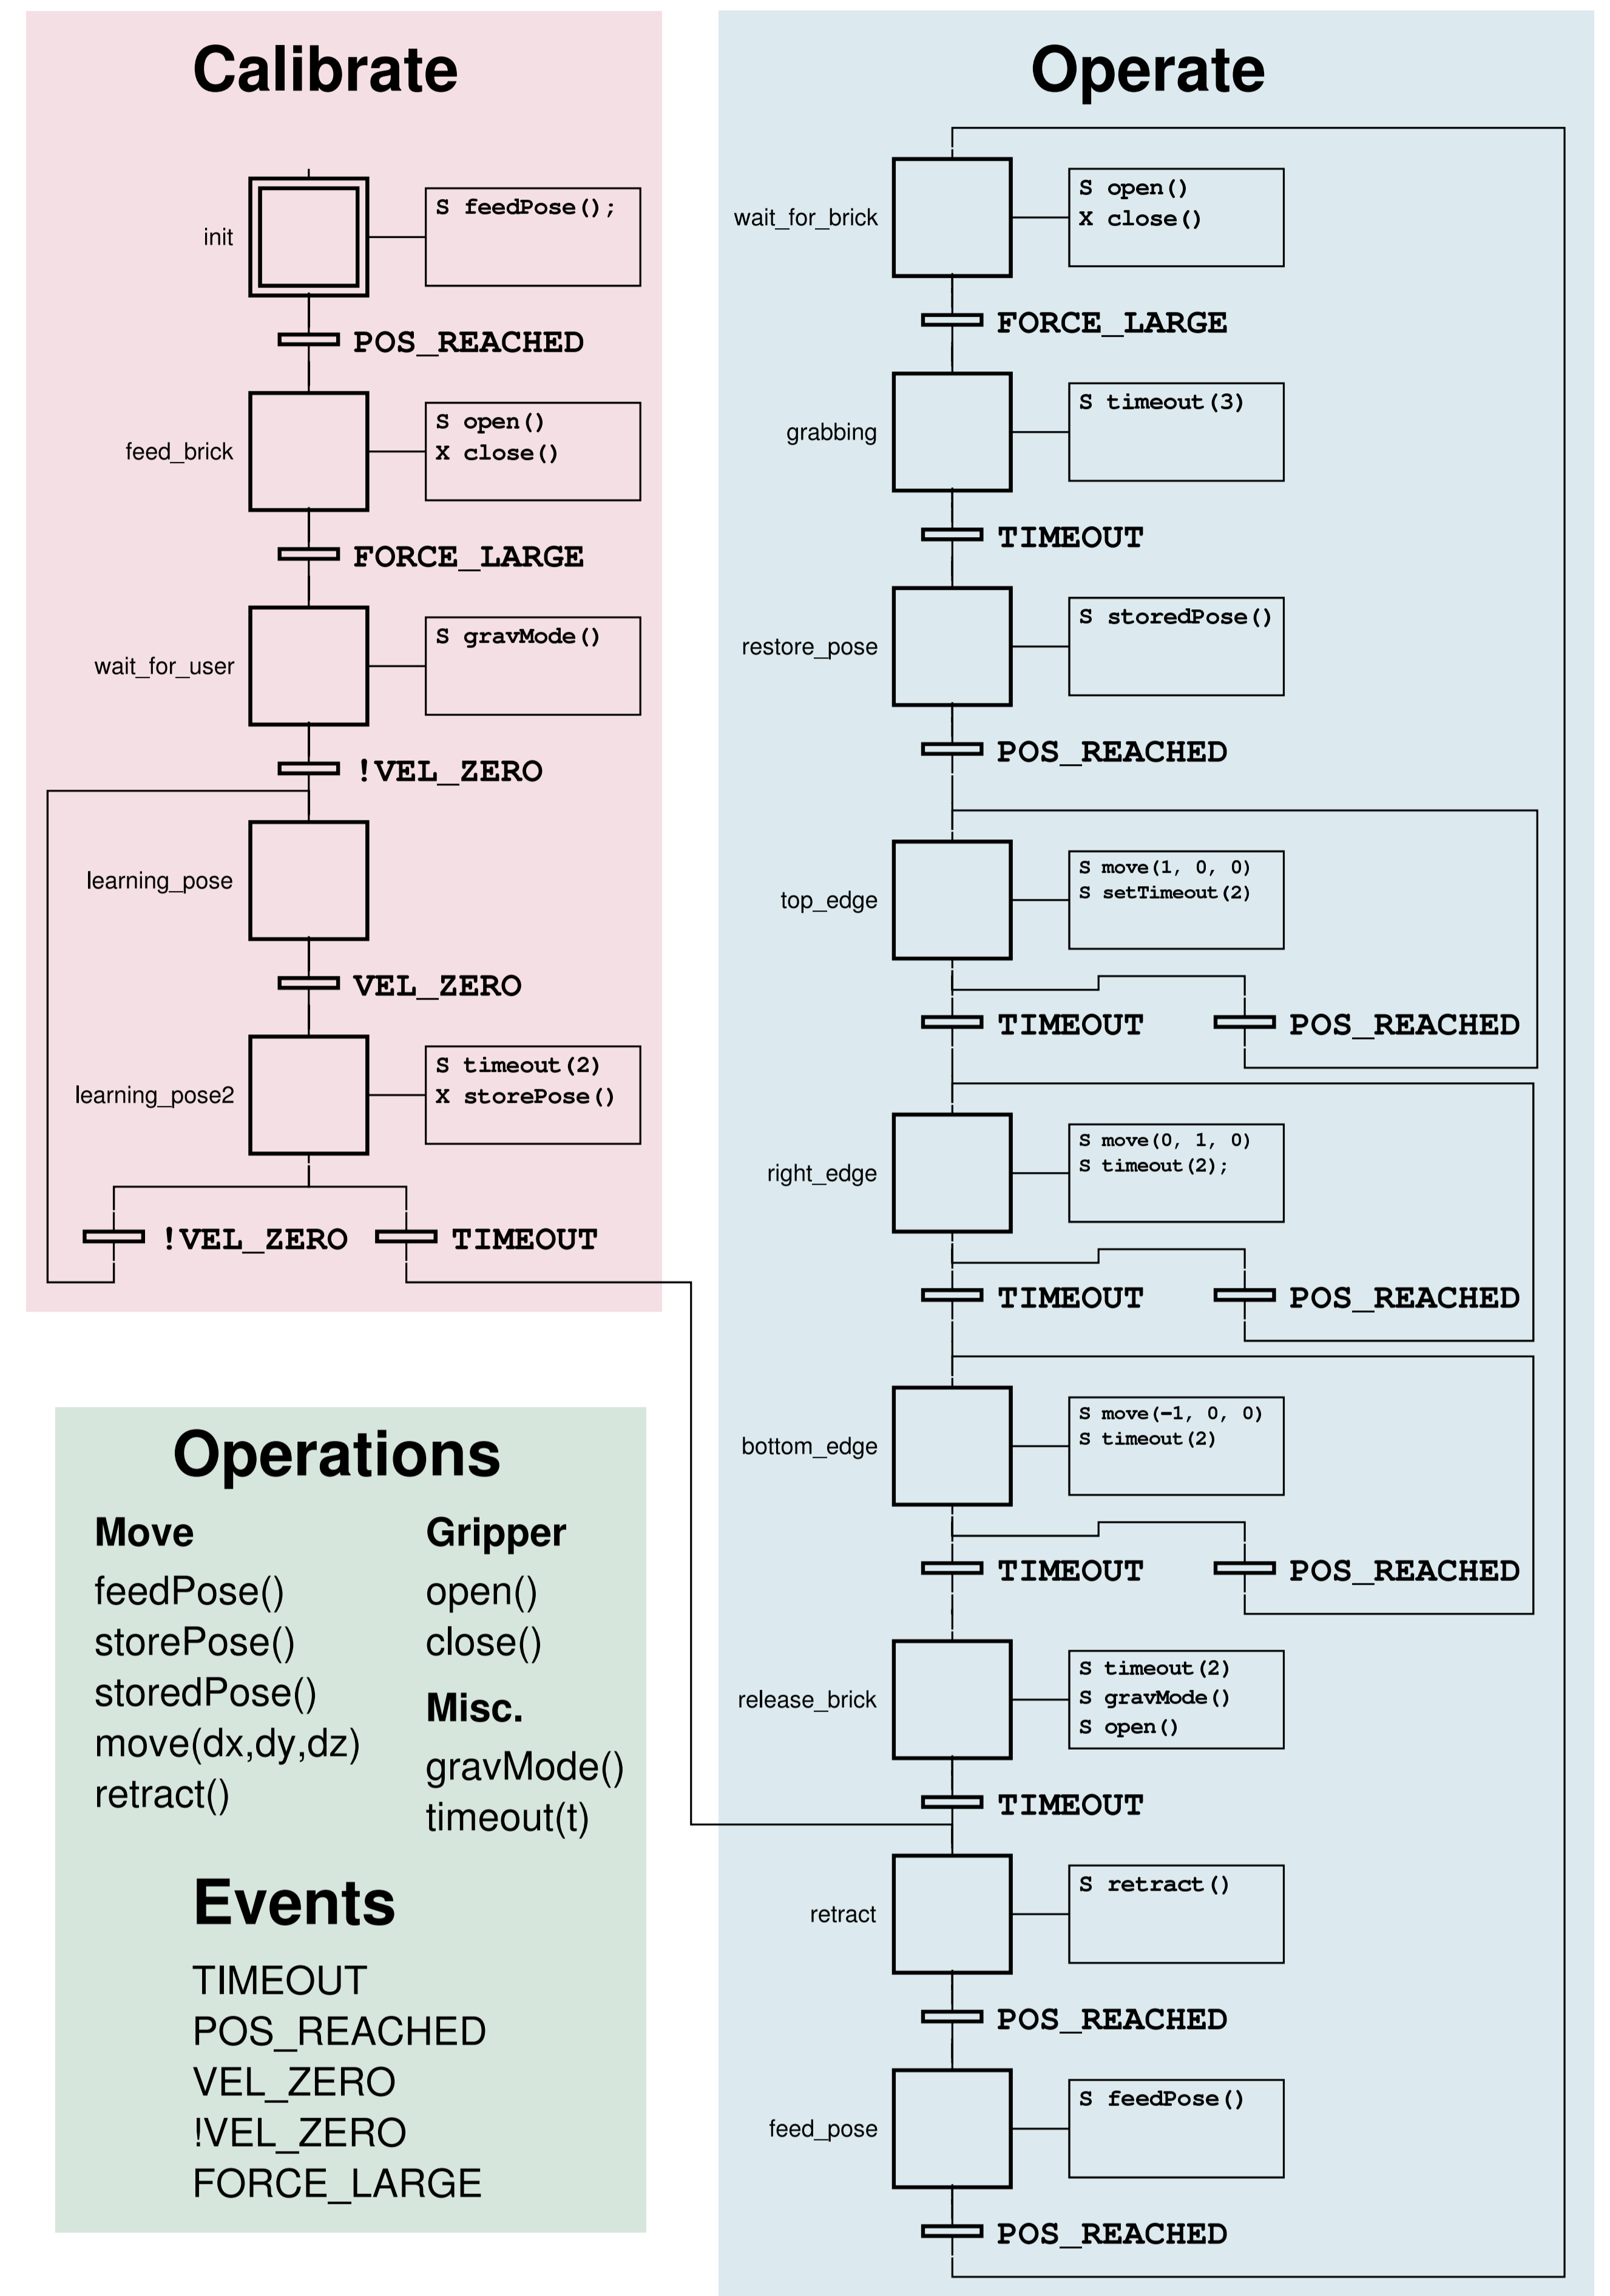 Calibrate
init
S feedPose();
POS_REACHED
feed_brick
S open()
X close()
FORCE_LARGE
wait_for_user
S gravMode()
!VEL_ZERO
learning_pose
VEL_ZERO
learning_pose2
S timeout(2)
X storePose()
!VEL_ZERO
TIMEOUT
Operations
Move
feedPose()
storePose()
storedPose()
move(dx,dy,dz)
retract()
Gripper
open()
close()
Misc.
gravMode()
timeout(t)
Events
TIMEOUT
POS_REACHED
VEL_ZERO
!VEL_ZERO
FORCE_LARGE
Operate
wait_for_brick
S open()
X close()
FORCE_LARGE
grabbing
S timeout(3)
TIMEOUT
restore_pose
S storedPose()
POS_REACHED
top_edge
S move(1, 0, 0)
S setTimeout(2)
TIMEOUT
POS_REACHED
right_edge
S move(0, 1, 0)
S timeout(2);
TIMEOUT
POS_REACHED
bottom_edge
S move(-1, 0, 0)
S timeout(2)
TIMEOUT
POS_REACHED
release_brick
S timeout(2)
S gravMode()
S open()
TIMEOUT
retract
S retract()
POS_REACHED
feed_pose
S feedPose()
POS_REACHED